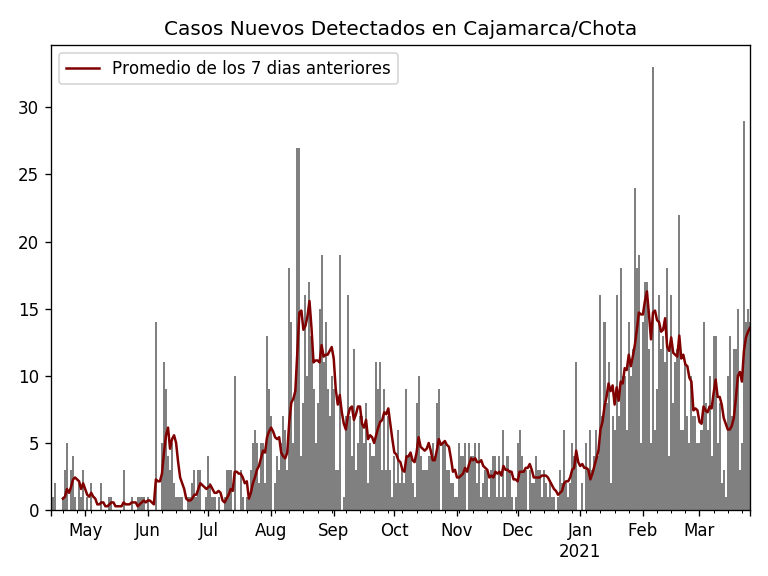 Casos Nuevos Detectados en Cajamarca/Chota
Promedio de los 7 dias anteriores
30
25
20
15
10
5
0
May Jun Jul Aug Sep Oct Nov Dec Jan Feb Mar
2021